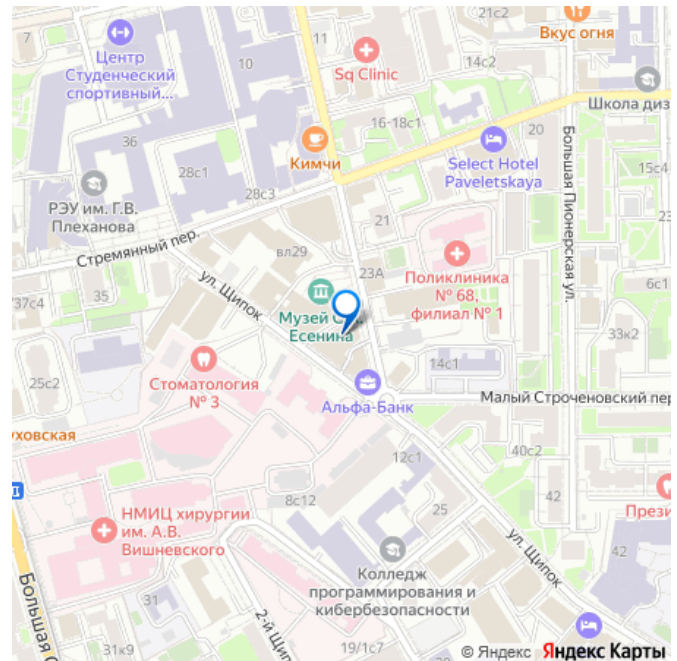 7
11
21с2
Вкус огня
Центр
Студенческий
спортивный...
10
Sq Clinic
14с2
Школа диз
36
16-18с1
20
Кимчи
Select Hotel
Paveletskaya
28с1
15с4
28с3
РЭУ им. Г.В.
Плеханова
21
Большая Пионерская ул.
Стремянный пер.
вл29
23А
Поликлиника
№ 68,
филиал № 1
6с1
37с4
35
ул. Щипок
Музей С.А.
Есенина
33к2
14с1
25с2
Стоматология
№ 3
Альфа-Банк
Малый Строченовский пер
уховская
40с2
12с1
8с12
42
25
НМИЦ хирургии
им. А.В.
Вишневского
Прези
ул. Щипок
42
Колледж
программирования и
кибербезопасности
31
Большая С
2-й Щип
31к9
19/1с7
© Яндекс Яндекс Карты